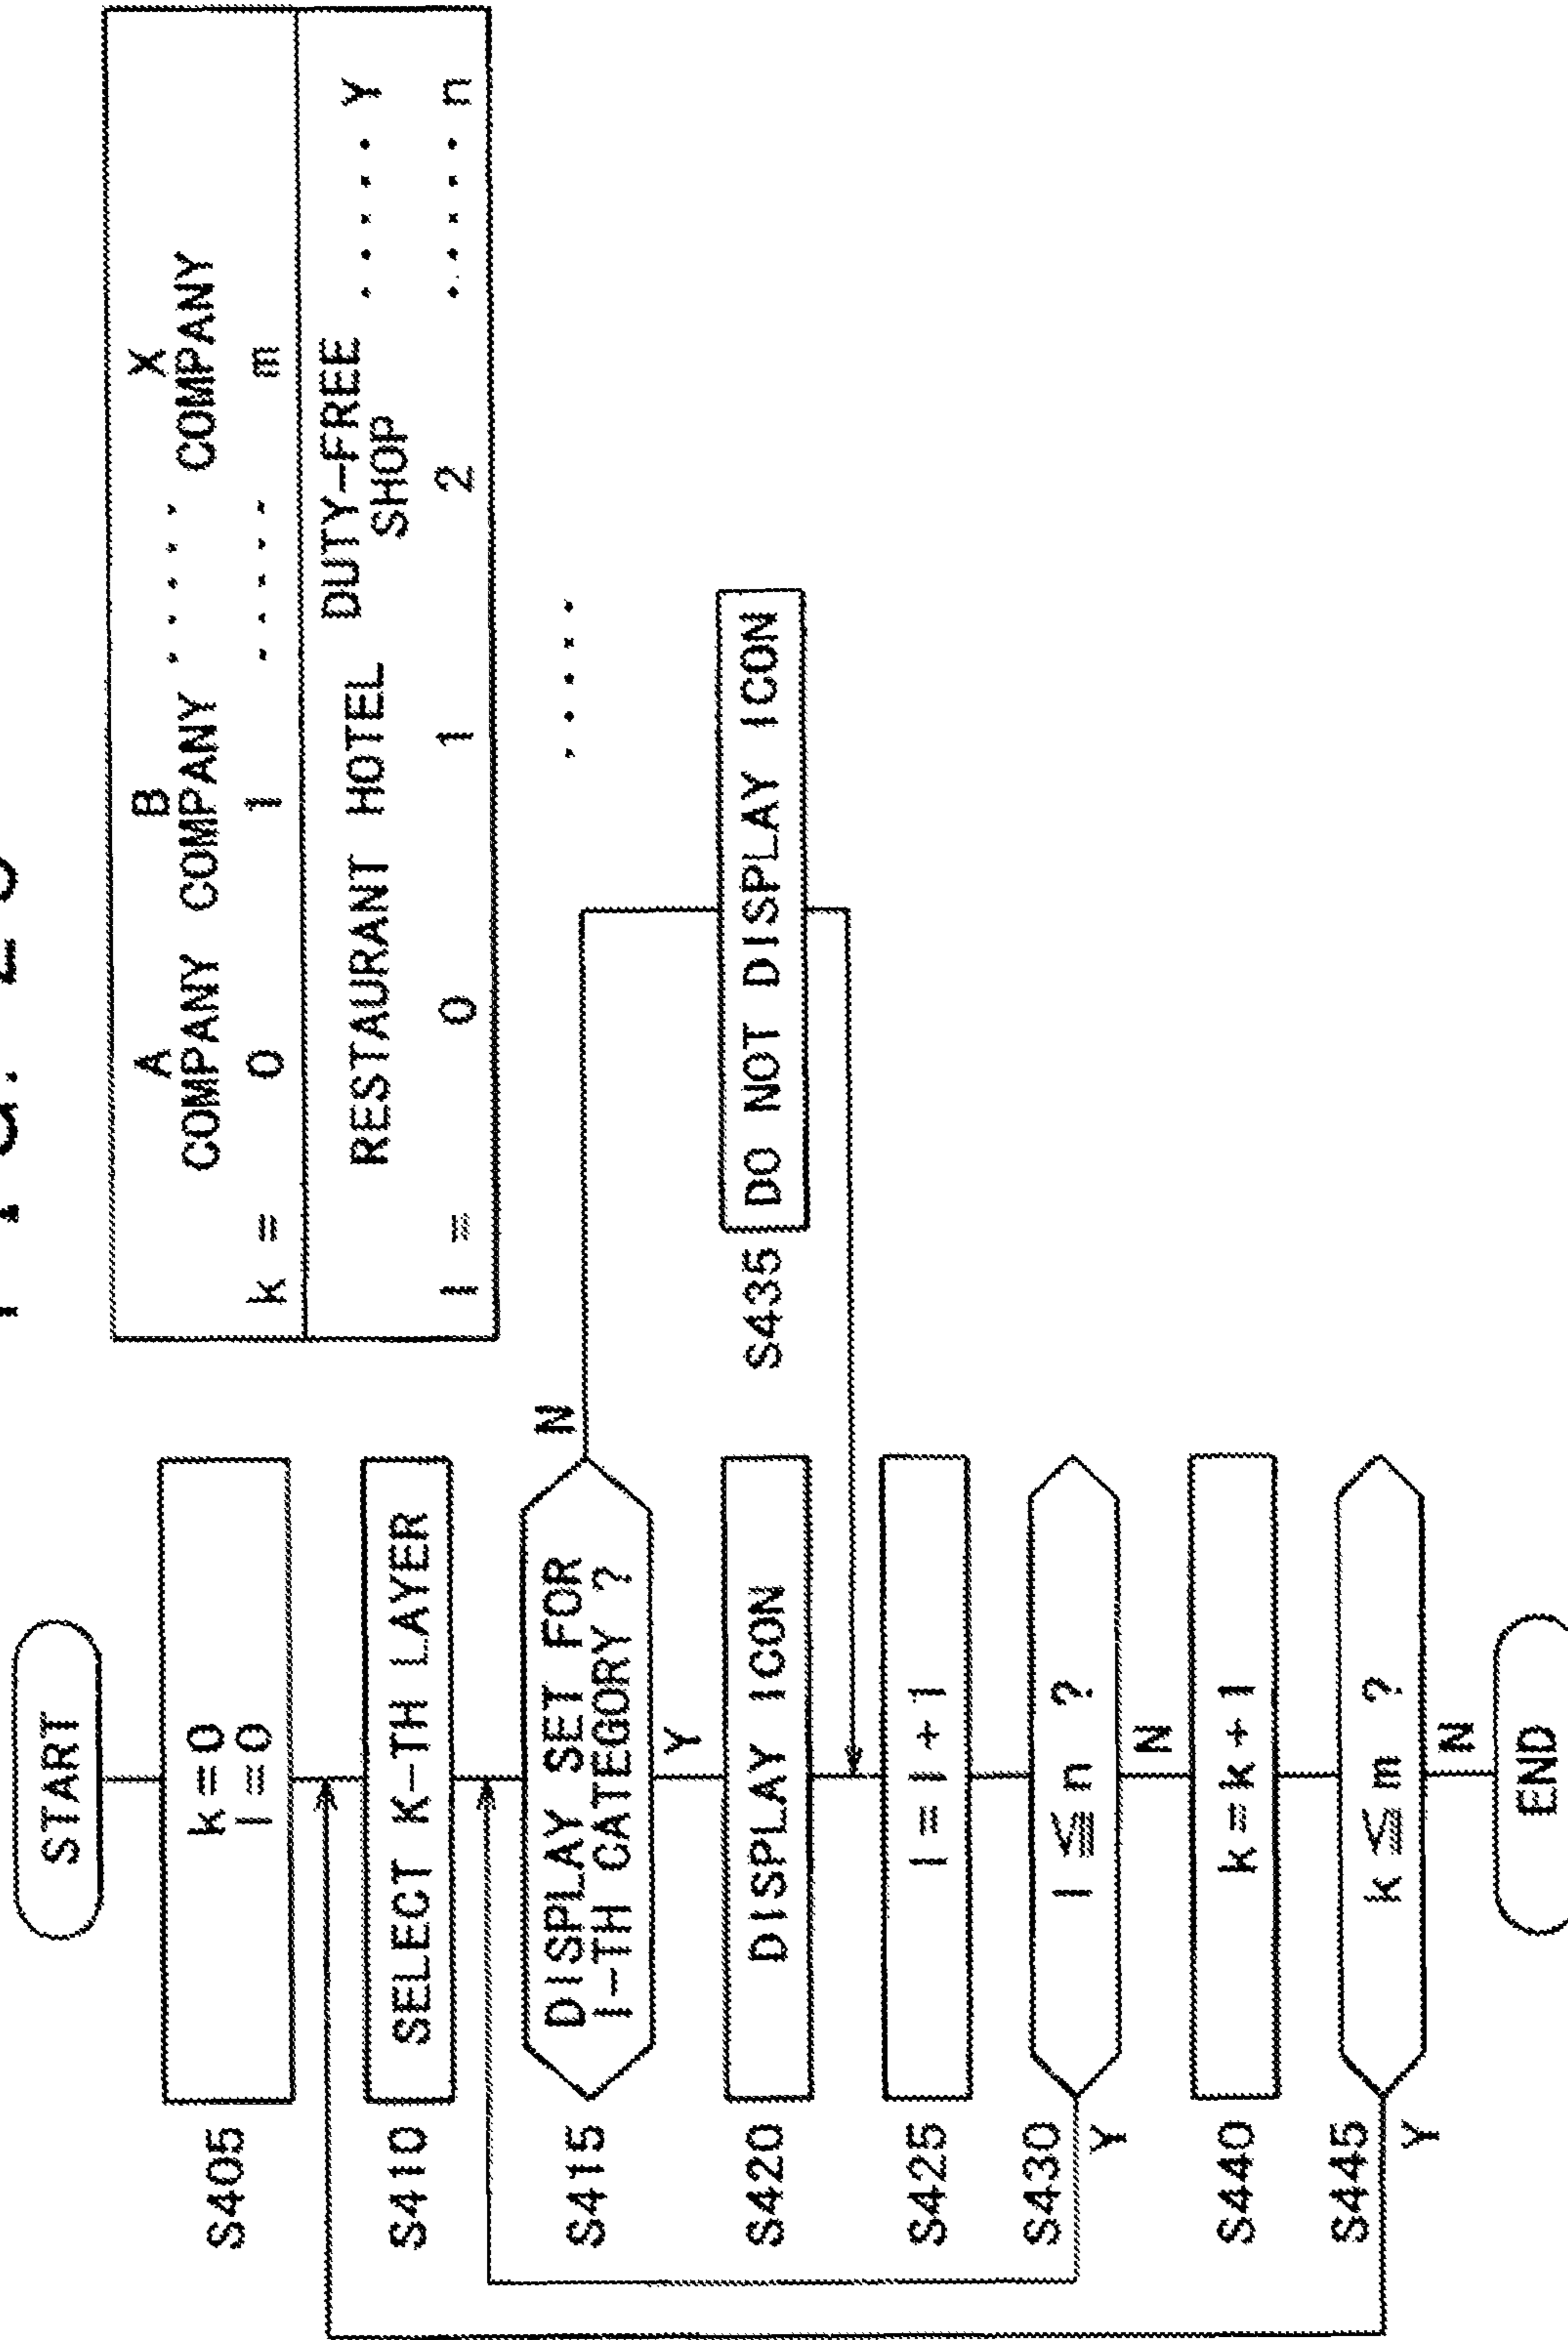 START
S405
k=0
l=0
S410
SELECT K-TH LAYER
S415
DISPLAY SET FOR
l-TH CATEGORY ?
N
Y
S420
DISPLAY ICON
S435
DO NOT DISPLAY ICON
S425
l=l+1
S430
l≦n ?
Y
N
S440
k=k+1
S445
k≦m ?
Y
N
END
A B X
COMPANY COMPANY ····· COMPANY
k = 0 1 ····· m
RESTAURANT HOTEL DUTY-FREE
SHOP ····· Y
l = 0 1 2 ····· n
·····